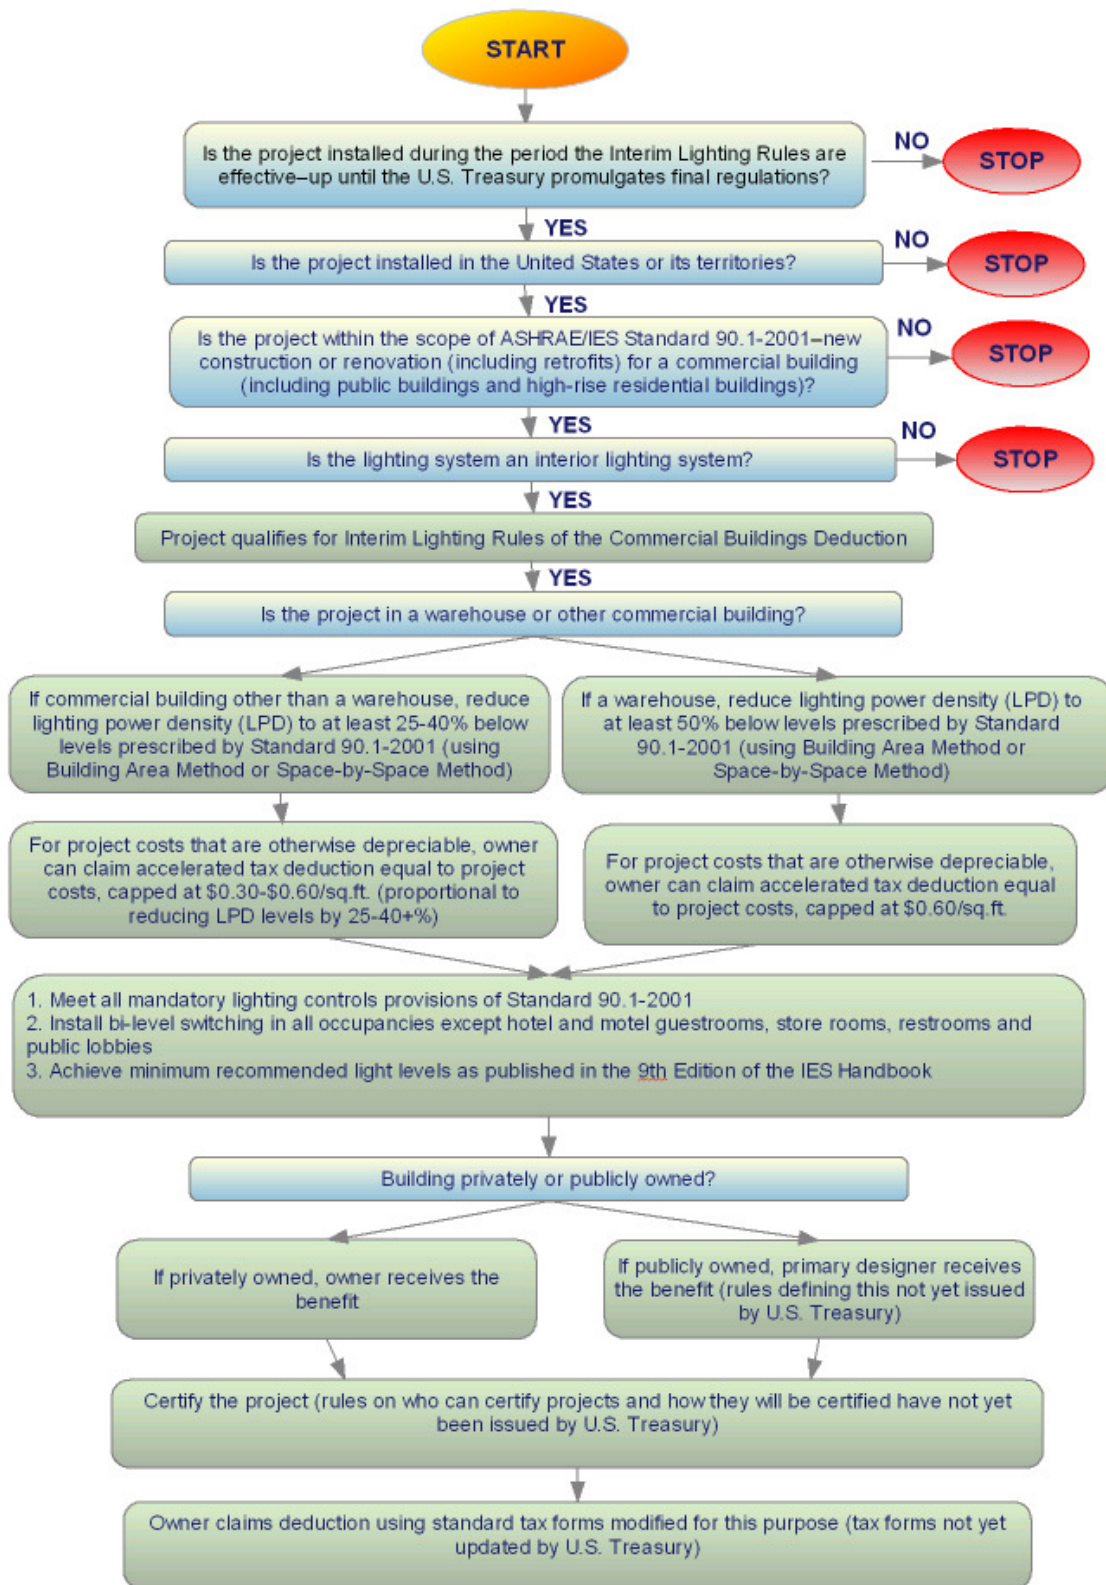 START
Is the project installed during the period the Interim Lighting Rules are
effective–up until the U.S. Treasury promulgates final regulations?
NO
STOP
YES
Is the project installed in the United States or its territories?
NO
STOP
YES
Is the project within the scope of ASHRAE/IES Standard 90.1-2001–new
construction or renovation (including retrofits) for a commercial building
(including public buildings and high-rise residential buildings)?
NO
STOP
YES
Is the lighting system an interior lighting system?
NO
STOP
YES
Project qualifies for Interim Lighting Rules of the Commercial Buildings Deduction
YES
Is the project in a warehouse or other commercial building?
If commercial building other than a warehouse, reduce
lighting power density (LPD) to at least 25-40% below
levels prescribed by Standard 90.1-2001 (using
Building Area Method or Space-by-Space Method)
If a warehouse, reduce lighting power density (LPD) to
at least 50% below levels prescribed by Standard
90.1-2001 (using Building Area Method or
Space-by-Space Method)
For project costs that are otherwise depreciable, owner
can claim accelerated tax deduction equal to project
costs, capped at $0.30-$0.60/sq.ft. (proportional to
reducing LPD levels by 25-40+%)
For project costs that are otherwise depreciable,
owner can claim accelerated tax deduction equal
to project costs, capped at $0.60/sq.ft.
1. Meet all mandatory lighting controls provisions of Standard 90.1-2001
2. Install bi-level switching in all occupancies except hotel and motel guestrooms, store rooms, restrooms and
public lobbies
3. Achieve minimum recommended light levels as published in the 9th Edition of the IES Handbook
Building privately or publicly owned?
If privately owned, owner receives the
benefit
If publicly owned, primary designer receives
the benefit (rules defining this not yet issued
by U.S. Treasury)
Certify the project (rules on who can certify projects and how they will be certified have not yet
been issued by U.S. Treasury)
Owner claims deduction using standard tax forms modified for this purpose (tax forms not yet
updated by U.S. Treasury)